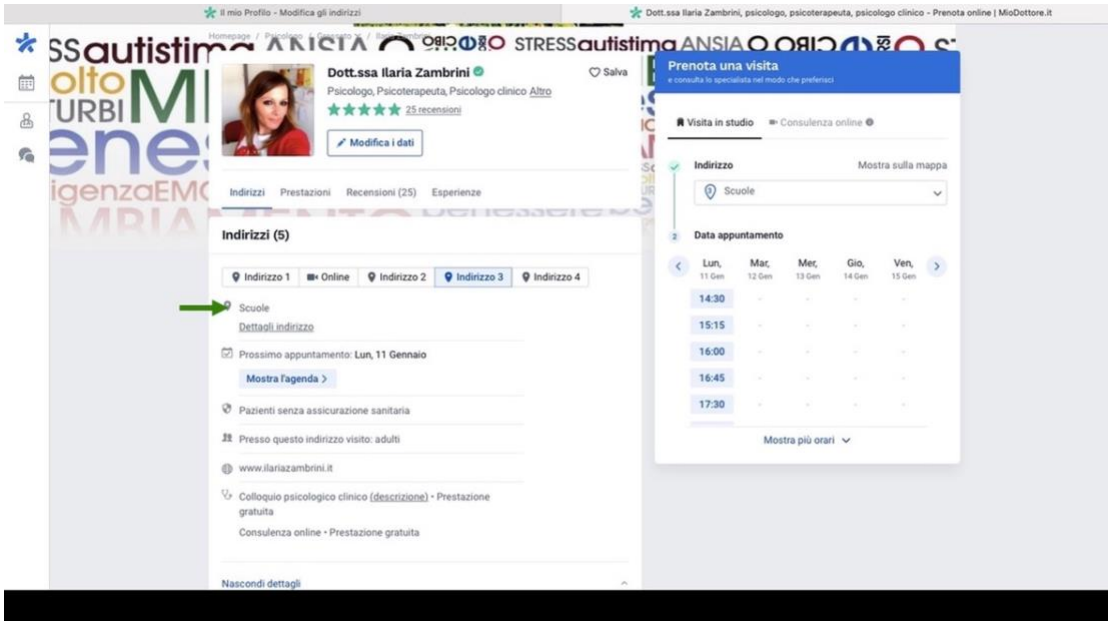 Il mio Profilo - Modifica gli indirizzi
Dott.ssa Ilaria Zambrini, psicologo, psicoterapeuta, psicologo clinico - Prenota online | MioDottore.it
Homepage / Psicologo /
STRESSautistima ANSIA
Dott.ssa Ilaria Zambrini
Salva
Psicologo, Psicoterapeuta, Psicologo clinico Altro
25 recensioni
Modifica i dati
Indirizzi
Prestazioni
Recensioni (25)
Esperienze
Indirizzi (5)
Indirizzo 1
Online
Indirizzo 2
Indirizzo 3
Indirizzo 4
Scuole
Dettagli indirizzo
Prossimo appuntamento: Lun, 11 Gennaio
Mostra l'agenda >
Pazienti senza assicurazione sanitaria
Presso questo indirizzo visito: adulti
www.ilariazambrini.it
Colloquio psicologico clinico (descrizione) • Prestazione
gratuita
Consulenza online • Prestazione gratuita
Nascondi dettagli
Prenota una visita
e consulta lo specialista nel modo che preferisci
Visita in studio
Consulenza online
Indirizzo
Mostra sulla mappa
3 Scuole
2 Data appuntamento
Lun, Mar, Mer, Gio, Ven,
11 Gen 12 Gen 13 Gen 14 Gen 15 Gen
14:30 - - - -
15:15 - - - -
16:00 - - - -
16:45 - - - -
17:30 - - - -
Mostra più orari